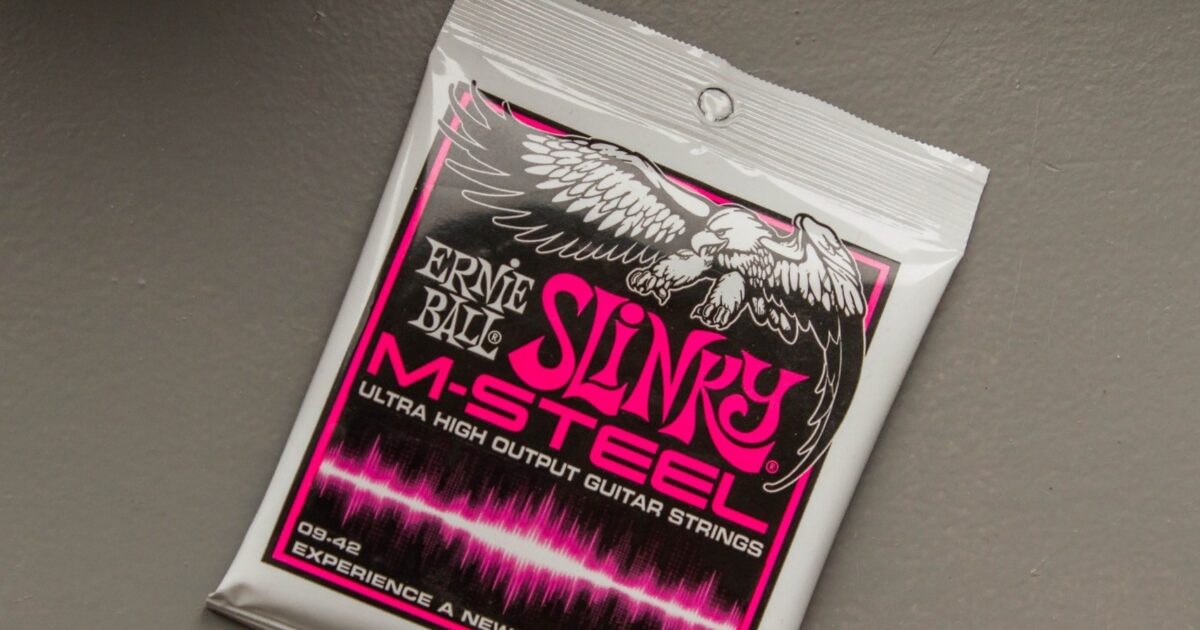 ERNiE
BALL®
SLiNKY®
M-STEEL
ULTRA HIGH OUTPUT GUITAR STRINGS
09-42
EXPERIENCE A NEW